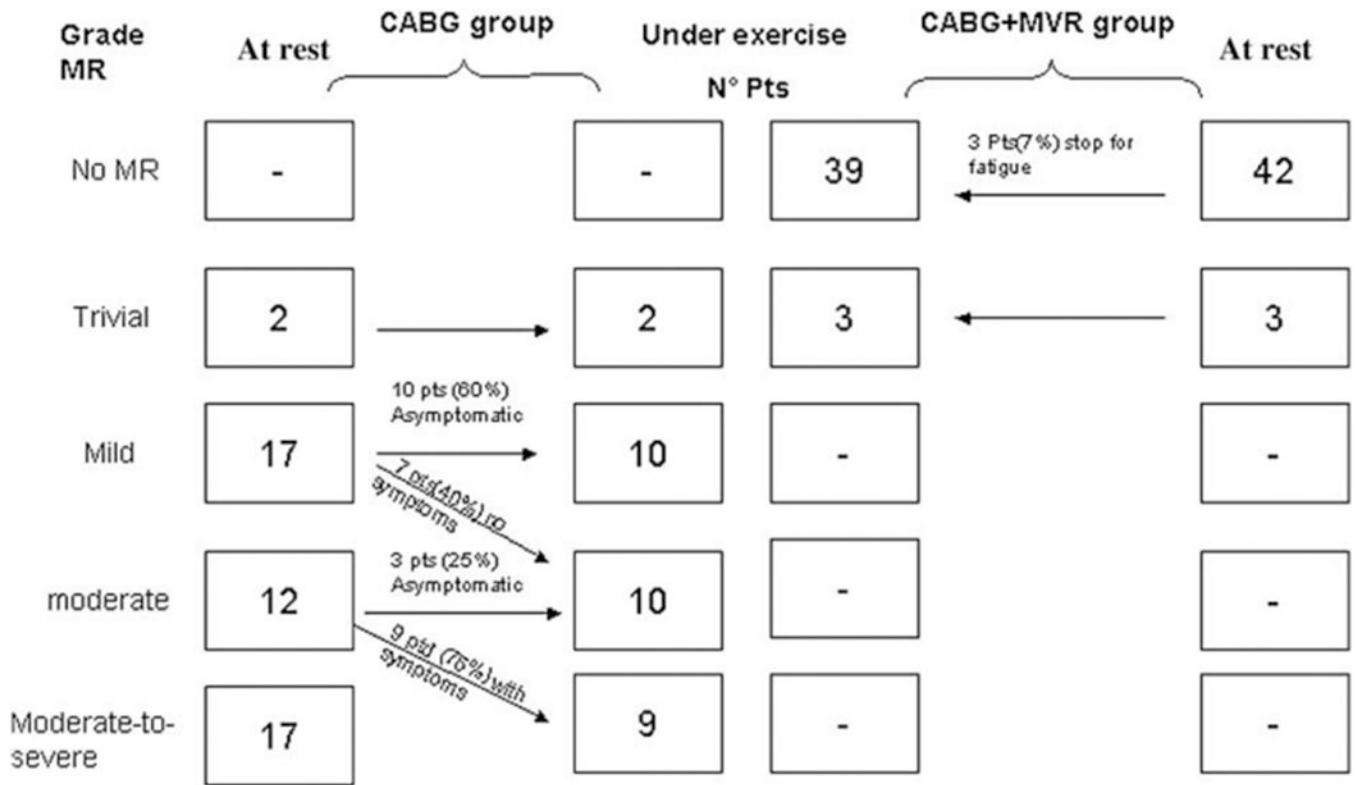 Grade MR
At rest
CABG group
Under exercise
N° Pts
CABG+MVR group
At rest
No MR
-
-
39
3 Pts(7%) stop for
fatigue
42
Trivial
2
2
3
3
10 pts (60%)
Asymptomatic
Mild
17
10
-
-
7 pts(40%) no
symptoms
3 pts (25%)
Asymptomatic
moderate
12
10
-
-
9 ptd (75%) with
symptoms
Moderate-to-
severe
17
9
-
-